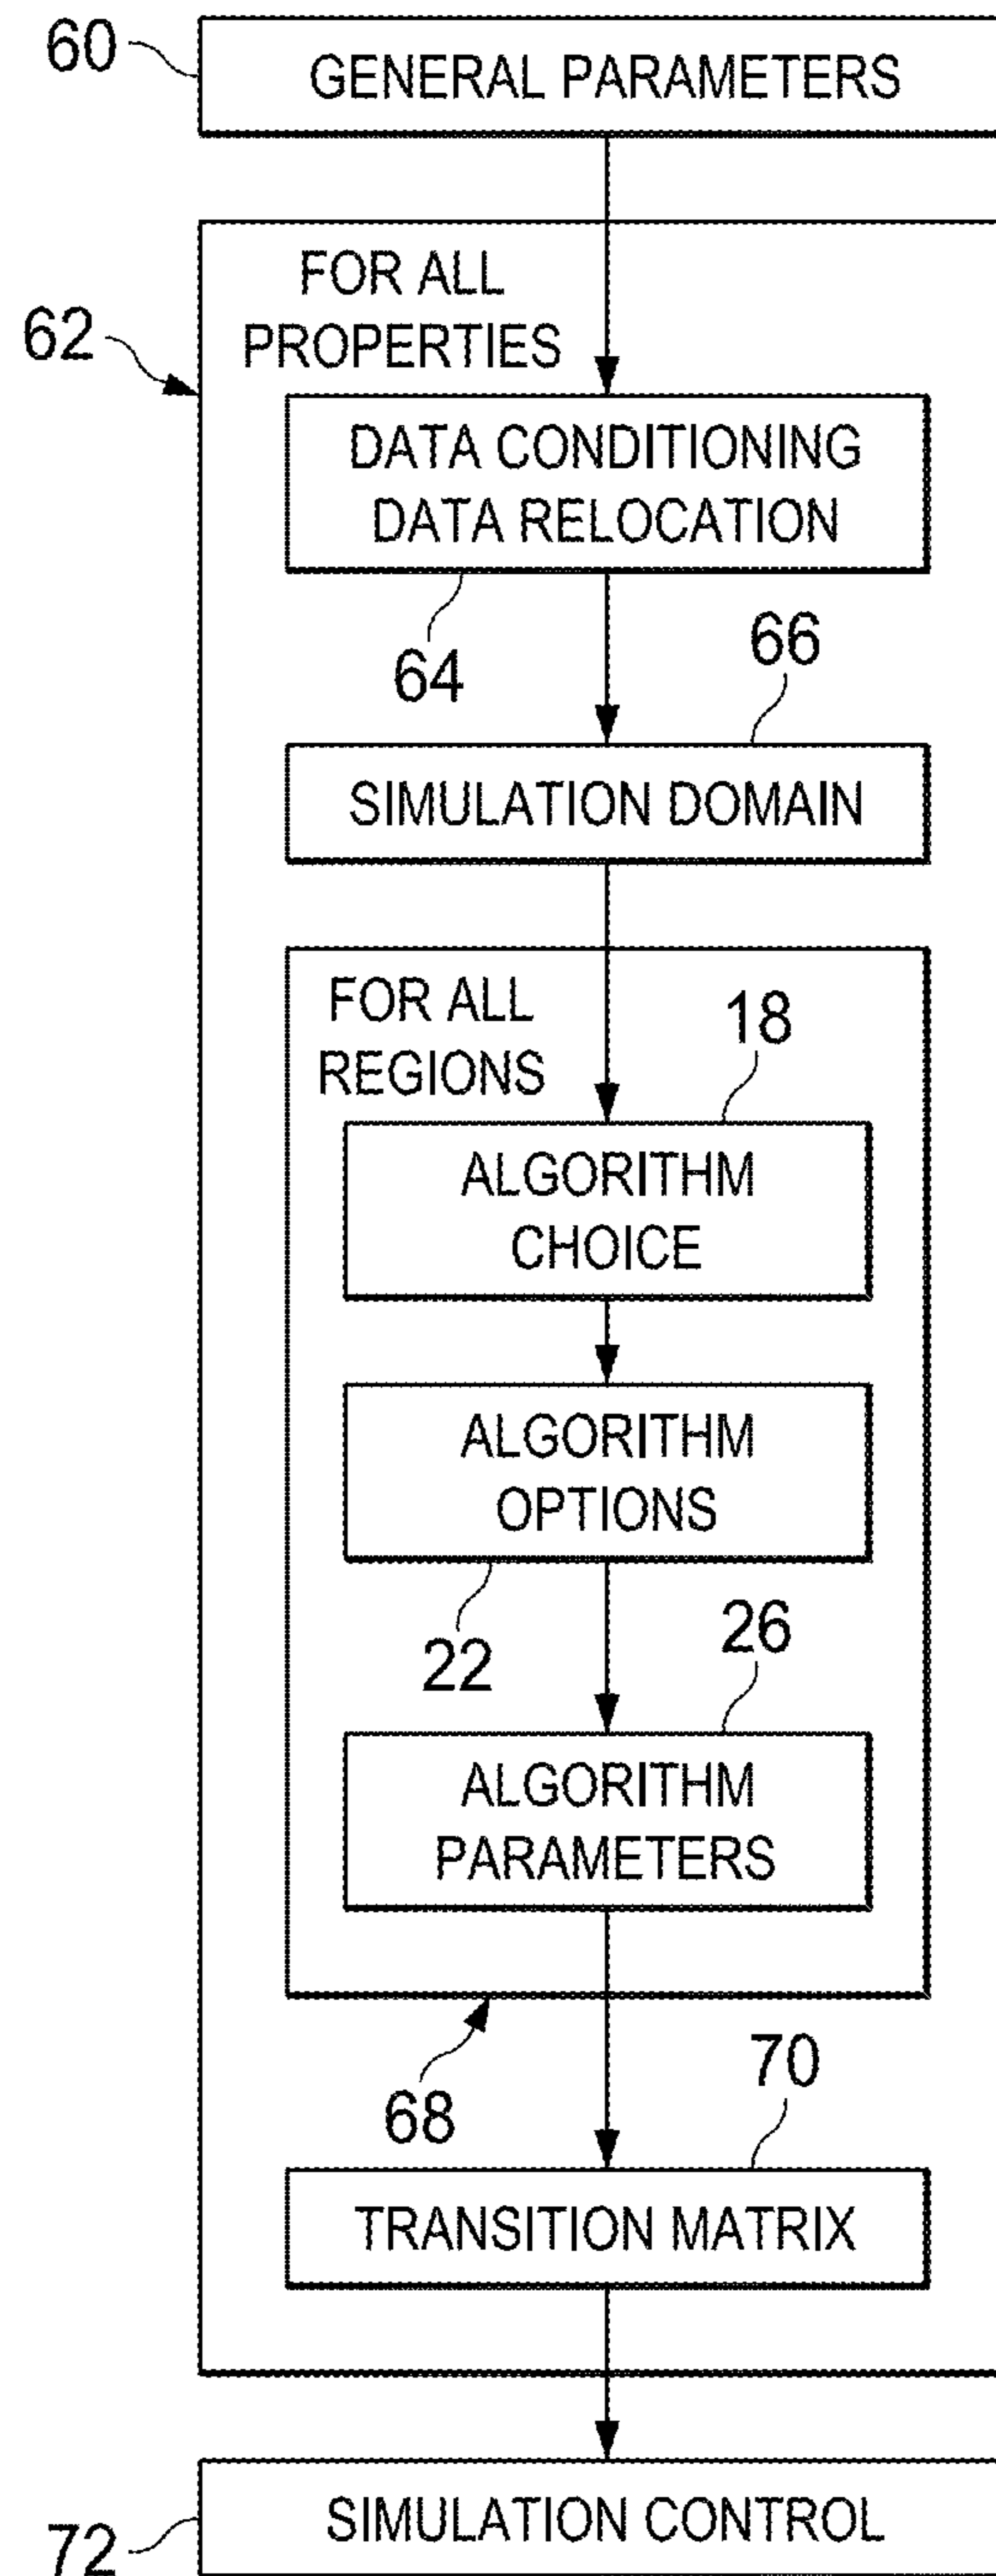 60
GENERAL PARAMETERS
FOR ALL
PROPERTIES
62
DATA CONDITIONING
DATA RELOCATION
64
66
SIMULATION DOMAIN
FOR ALL
REGIONS
18
ALGORITHM
CHOICE
ALGORITHM
OPTIONS
22
26
ALGORITHM
PARAMETERS
68
70
TRANSITION MATRIX
SIMULATION CONTROL
72